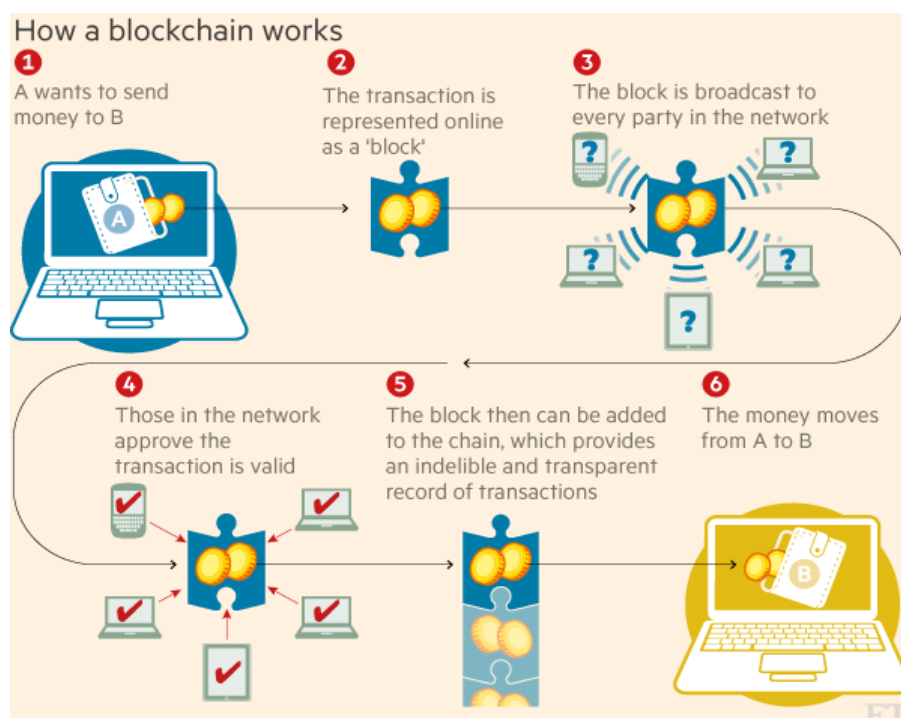 How a blockchain works
1
A wants to send
money to B
2
The transaction is
represented online
as a 'block'
3
The block is broadcast to
every party in the network
A
?
?
?
?
?
4
Those in the network
approve the
transaction is valid
5
The block then can be added
to the chain, which provides
an indelible and transparent
record of transactions
6
The money moves
from A to B
B